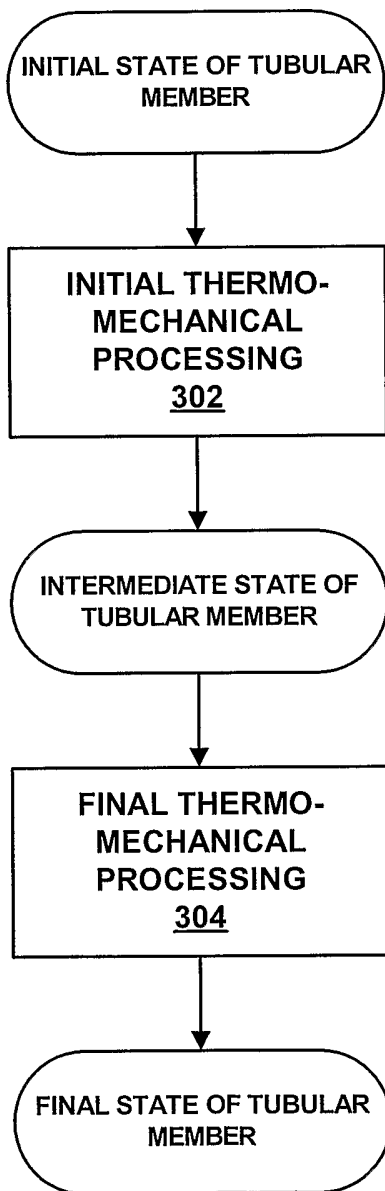 INITIAL STATE OF TUBULAR
MEMBER
INITIAL THERMO-
MECHANICAL
PROCESSING
302
INTERMEDIATE STATE OF
TUBULAR MEMBER
FINAL THERMO-
MECHANICAL
PROCESSING
304
FINAL STATE OF TUBULAR
MEMBER